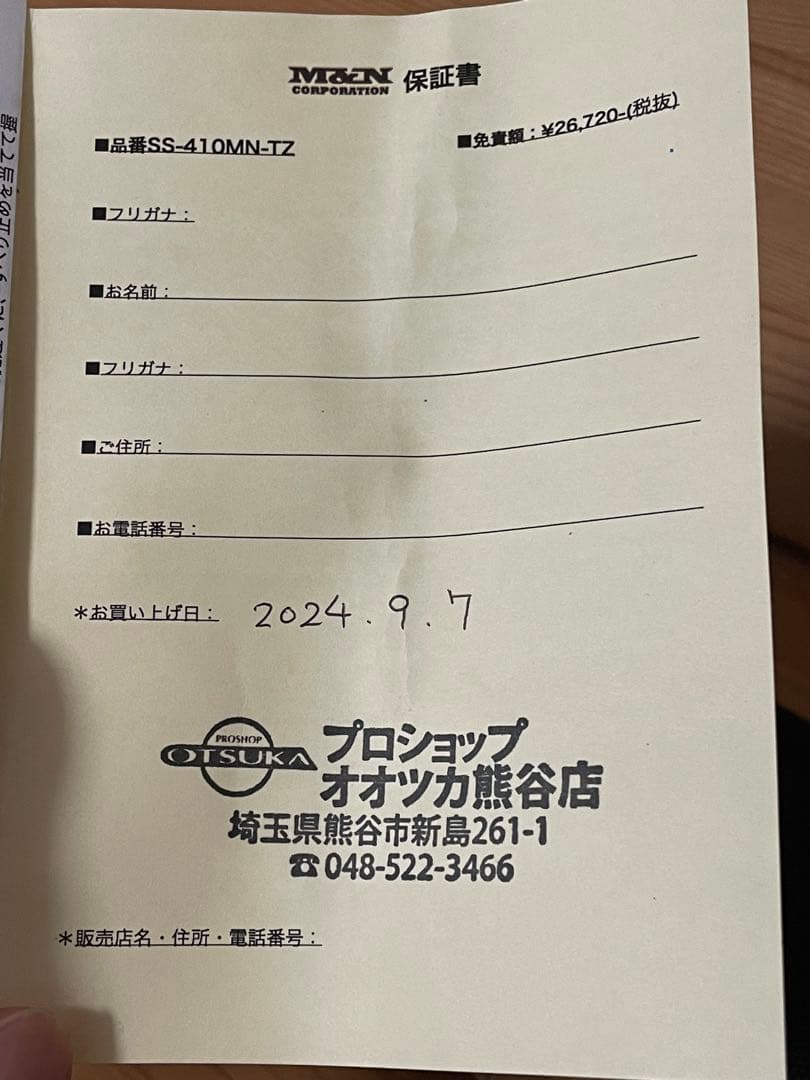 M&N CORPORATION 保証書
■品番SS-410MN-TZ ■免責額：¥26,720-(税抜)
■フリガナ：
■お名前：
■フリガナ：
■ご住所：
■お電話番号：
＊お買い上げ日： 2024.9.7
PROSHOP
OTSUKA
プロショップ
オオツカ熊谷店
埼玉県熊谷市新島261-1
☎048-522-3466
＊販売店名・住所・電話番号：